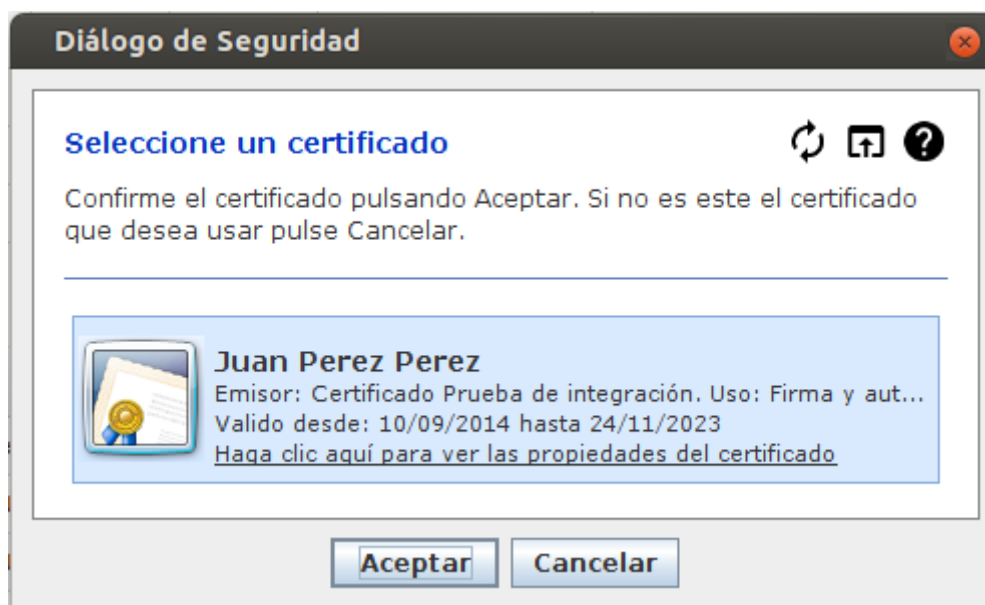 Diálogo de Seguridad
Seleccione un certificado
Confirme el certificado pulsando Aceptar. Si no es este el certificado
que desea usar pulse Cancelar.
Juan Perez Perez
Emisor: Certificado Prueba de integración. Uso: Firma y aut...
Valido desde: 10/09/2014 hasta 24/11/2023
Haga clic aquí para ver las propiedades del certificado
Aceptar
Cancelar